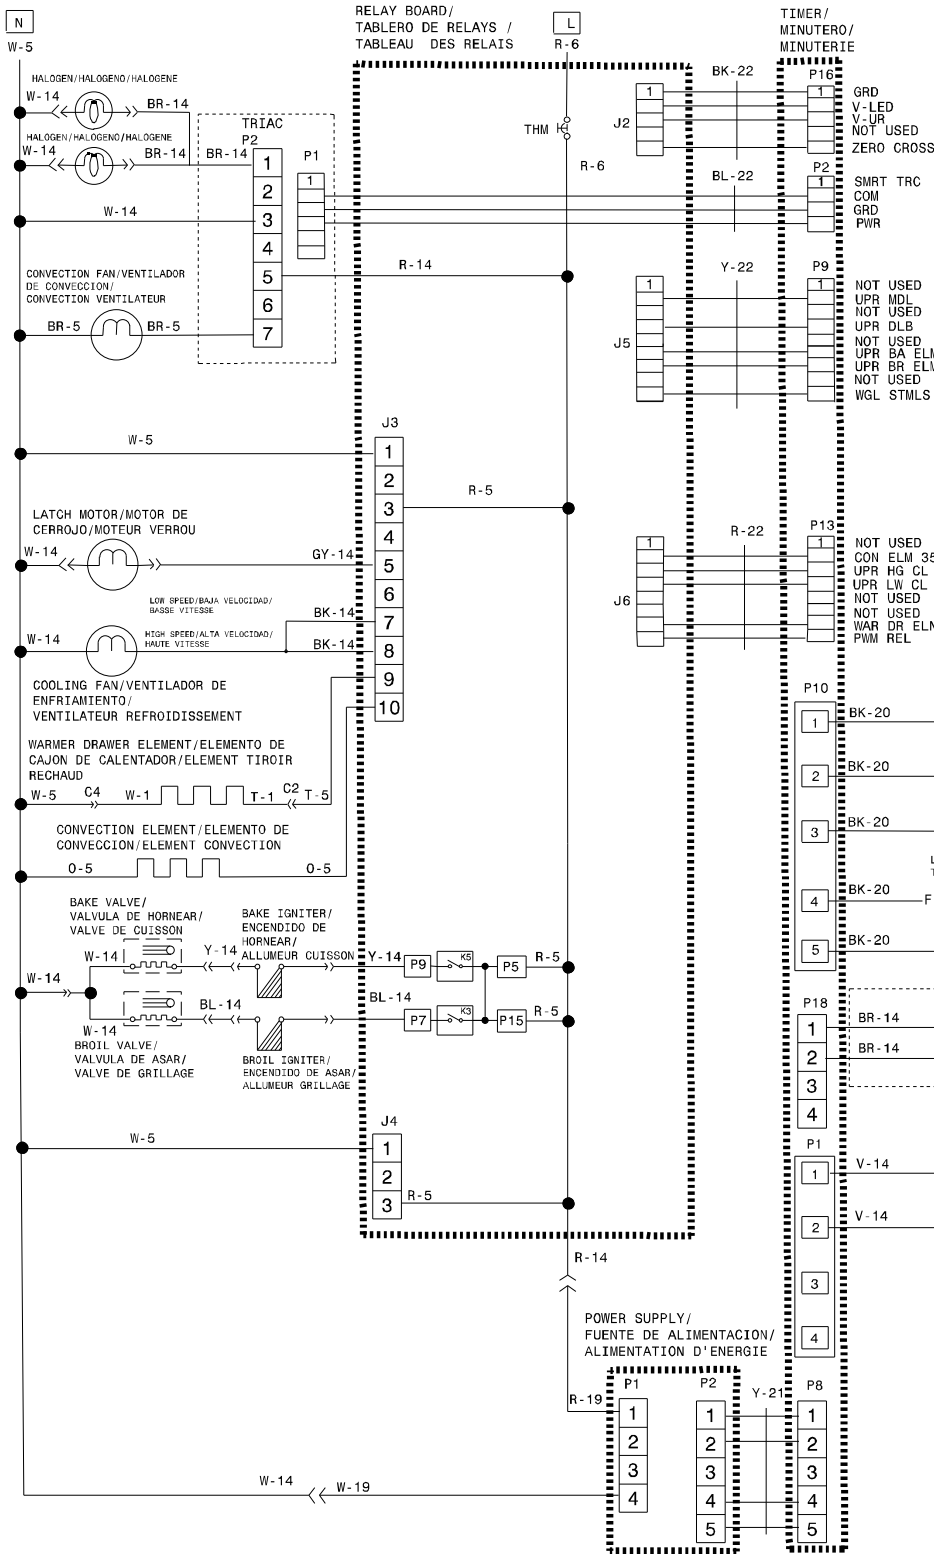 N
W-5
RELAY BOARD/
TABLERO DE RELAYS /
TABLEAU DES RELAIS
L
R-6
TIMER/
MINUTERO/
MINUTERIE
HALOGEN/HALOGENO/HALOGENE
W-14
BR-14
HALOGEN/HALOGENO/HALOGENE
W-14
BR-14
BR-14
TRIAC
P2
1
2
3
4
5
6
7
P1
1
THM
R-6
J2
1
BK-22
P16
1
GRD
V-LED
V-UR
NOT USED
ZERO CROSS
BL-22
P2
1
SMRT TRC
COM
GRD
PWR
W-14
R-14
CONVECTION FAN/VENTILADOR
DE CONVECCION/
CONVECTION VENTILATEUR
BR-5
BR-5
J5
1
Y-22
P9
1
NOT USED
UPR MDL
NOT USED
UPR DLB
NOT USED
UPR BA ELM
UPR BR ELM
NOT USED
WGL STMLS
W-5
J3
1
2
3
4
5
6
7
8
9
10
R-5
LATCH MOTOR/MOTOR DE
CERROJO/MOTEUR VERROU
W-14
GY-14
J6
1
R-22
P13
1
NOT USED
CON ELM 35
UPR HG CL
UPR LW CL
NOT USED
NOT USED
WAR DR ELN
PWM REL
LOW SPEED/BAJA VELOCIDAD/
BASSE VITESSE
BK-14
HIGH SPEED/ALTA VELOCIDAD/
HAUTE VITESSE
W-14
BK-14
COOLING FAN/VENTILADOR DE
ENFRIAMIENTO/
VENTILATEUR REFROIDISSEMENT
WARMER DRAWER ELEMENT/ELEMENTO DE
CAJON DE CALENTADOR/ELEMENT TIROIR
RECHAUD
W-5
C4
W-1
T-1
C2
T-5
CONVECTION ELEMENT/ELEMENTO DE
CONVECCION/ELEMENT CONVECTION
O-5
O-5
P10
1
BK-20
2
BK-20
3
BK-20
4
BK-20
F
5
BK-20
BAKE VALVE/
VALVULA DE HORNEAR/
VALVE DE CUISSON
BAKE IGNITER/
ENCENDIDO DE
HORNEAR/
ALLUMEUR CUISSON
W-14
Y-14
Y-14
P9
K5
P5
R-5
W-14
BL-14
BL-14
P7
K3
P15
R-5
W-14
BROIL VALVE/
VALVULA DE ASAR/
VALVE DE GRILLAGE
BROIL IGNITER/
ENCENDIDO DE ASAR/
ALLUMEUR GRILLAGE
P18
1
BR-14
2
BR-14
3
4
W-5
J4
1
2
3
R-5
P1
1
V-14
2
V-14
3
4
R-14
POWER SUPPLY/
FUENTE DE ALIMENTACION/
ALIMENTATION D'ENERGIE
R-19
P1
1
2
3
4
P2
1
2
3
4
5
Y-21
P8
1
2
3
4
5
W-14
W-19